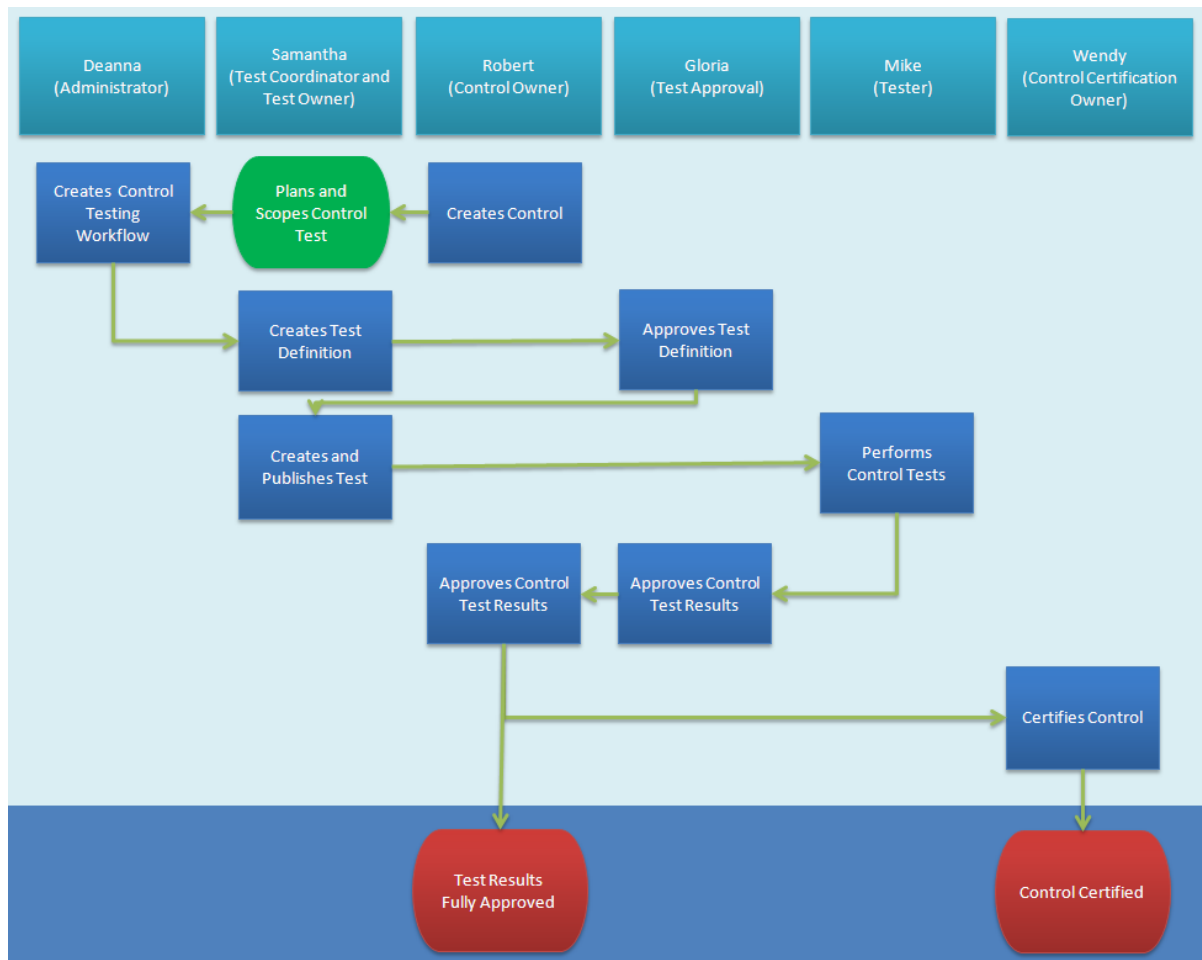 Deanna
(Administrator)
Samantha
(Test Coordinator and
Test Owner)
Robert
(Control Owner)
Gloria
(Test Approval)
Mike
(Tester)
Wendy
(Control Certification
Owner)
Creates Control
Testing
Workflow
Plans and
Scopes Control
Test
Creates Control
Creates Test
Definition
Approves Test
Definition
Creates and
Publishes Test
Performs
Control Tests
Approves Control
Test Results
Approves Control
Test Results
Certifies Control
Test Results
Fully Approved
Control Certified